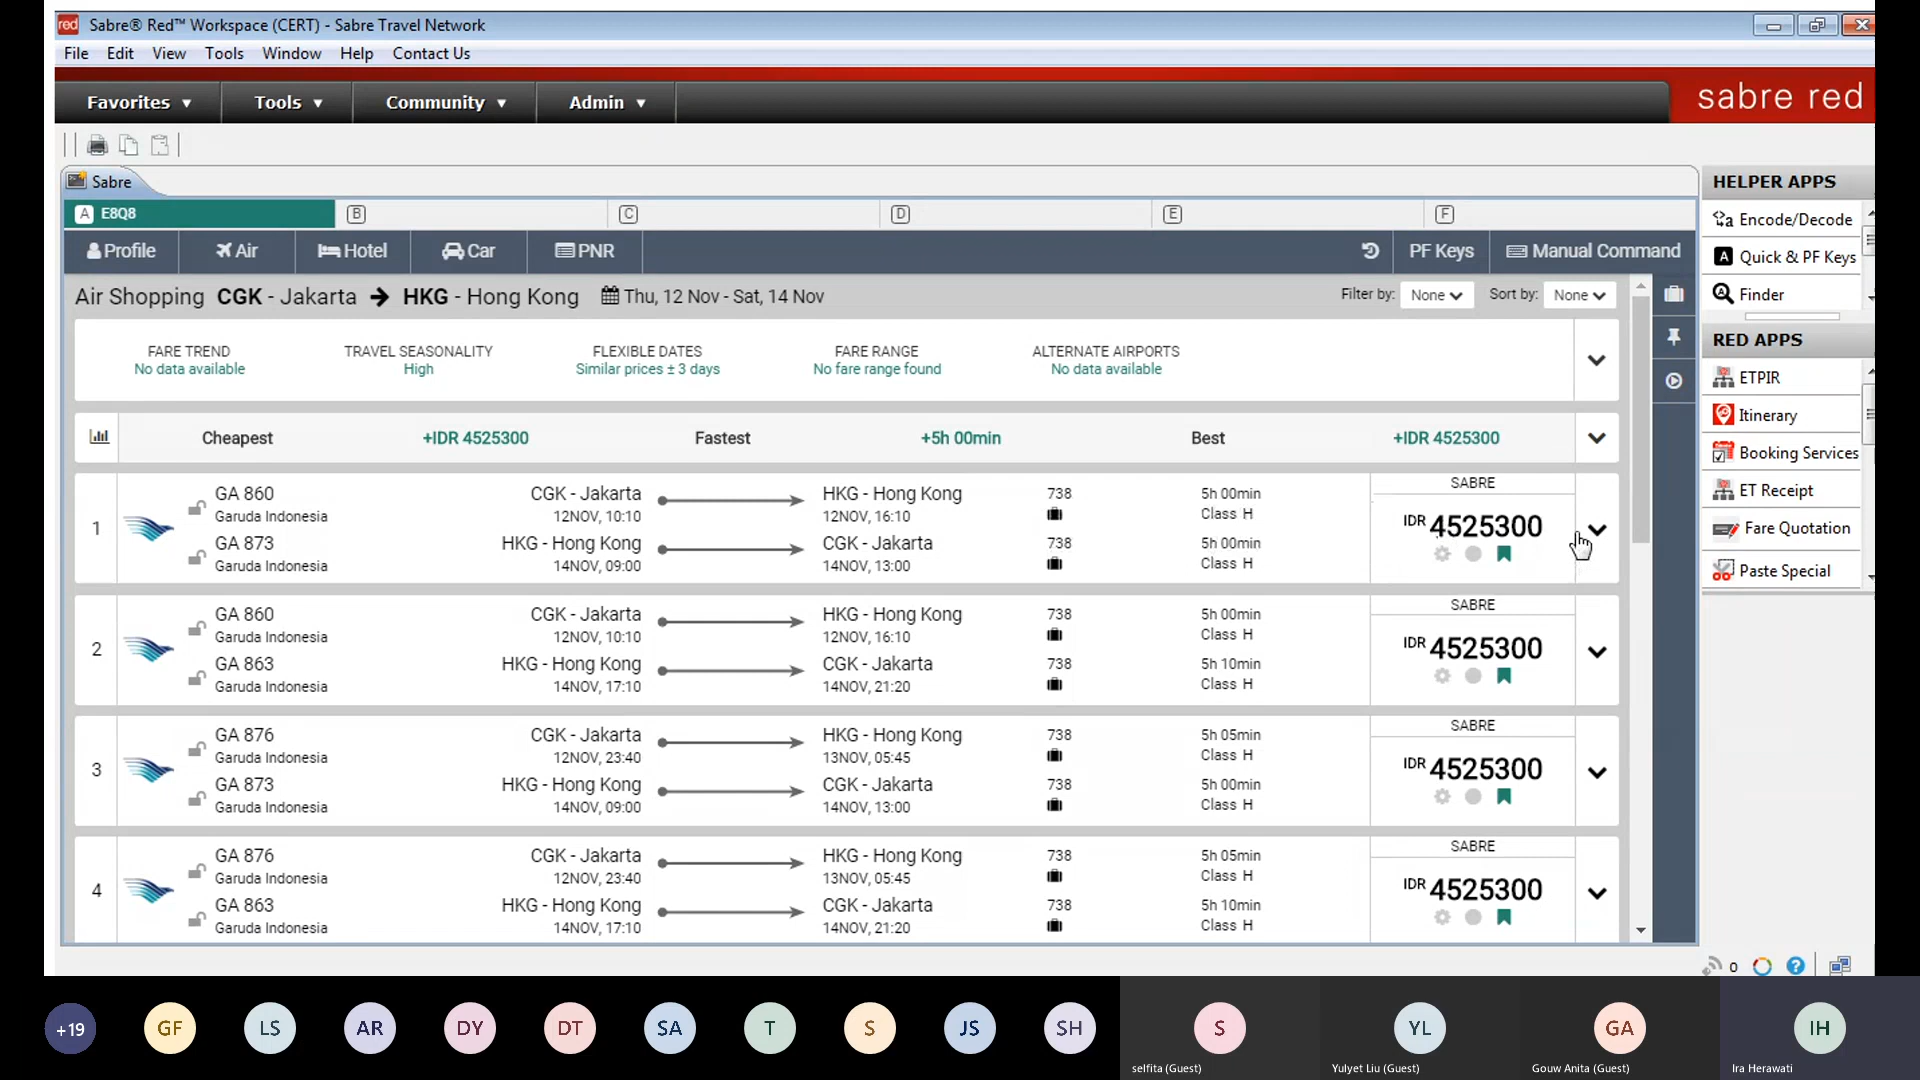 red Sabre® Red™ Workspace (CERT) - Sabre Travel Network
File Edit View Tools Window Help Contact Us
Favorites Tools Community Admin
sabre red
Sabre
A E8Q8 B C D E F
Profile Air Hotel Car PNR PF Keys Manual Command
Air Shopping CGK - Jakarta HKG - Hong Kong Thu, 12 Nov - Sat, 14 Nov Filter by: None Sort by: None
FARE TREND TRAVEL SEASONALITY FLEXIBLE DATES FARE RANGE ALTERNATE AIRPORTS
No data available High Similar prices ± 3 days No fare range found No data available
Cheapest +IDR 4525300 Fastest +5h 00min Best +IDR 4525300
SABRE
GA 860 CGK - Jakarta HKG - Hong Kong 738 5h 00min
Garuda Indonesia 12NOV, 10:10 12NOV, 16:10 Class H
1 IDR 4525300
GA 873 HKG - Hong Kong CGK - Jakarta 738 5h 00min
Garuda Indonesia 14NOV, 09:00 14NOV, 13:00 Class H
SABRE
GA 860 CGK - Jakarta HKG - Hong Kong 738 5h 00min
Garuda Indonesia 12NOV, 10:10 12NOV, 16:10 Class H
2 IDR 4525300
GA 863 HKG - Hong Kong CGK - Jakarta 738 5h 10min
Garuda Indonesia 14NOV, 17:10 14NOV, 21:20 Class H
SABRE
GA 876 CGK - Jakarta HKG - Hong Kong 738 5h 05min
Garuda Indonesia 12NOV, 23:40 13NOV, 05:45 Class H
3 IDR 4525300
GA 873 HKG - Hong Kong CGK - Jakarta 738 5h 00min
Garuda Indonesia 14NOV, 09:00 14NOV, 13:00 Class H
SABRE
GA 876 CGK - Jakarta HKG - Hong Kong 738 5h 05min
Garuda Indonesia 12NOV, 23:40 13NOV, 05:45 Class H
4 IDR 4525300
GA 863 HKG - Hong Kong CGK - Jakarta 738 5h 10min
Garuda Indonesia 14NOV, 17:10 14NOV, 21:20 Class H
HELPER APPS
Encode/Decode
A Quick & PF Keys
Finder
RED APPS
ETPIR
Itinerary
Booking Services
ET Receipt
Fare Quotation
Paste Special
0 ?
+19 GF LS AR DY DT SA T S JS SH S YL GA IH
selfita (Guest) Yulyet Liu (Guest) Gouw Anita (Guest) Ira Herawati